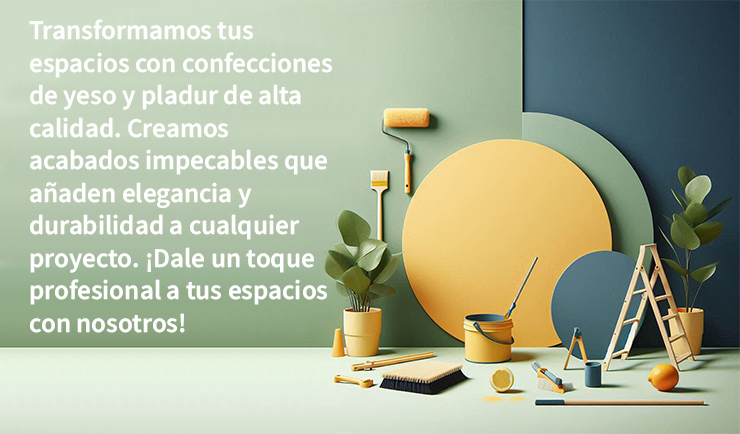 Transformamos tus
espacios con confecciones
de yeso y pladur de alta
calidad. Creamos
acabados impecables que
añaden elegancia y
durabilidad a cualquier
proyecto. ¡Dale un toque
profesional a tus espacios
con nosotros!